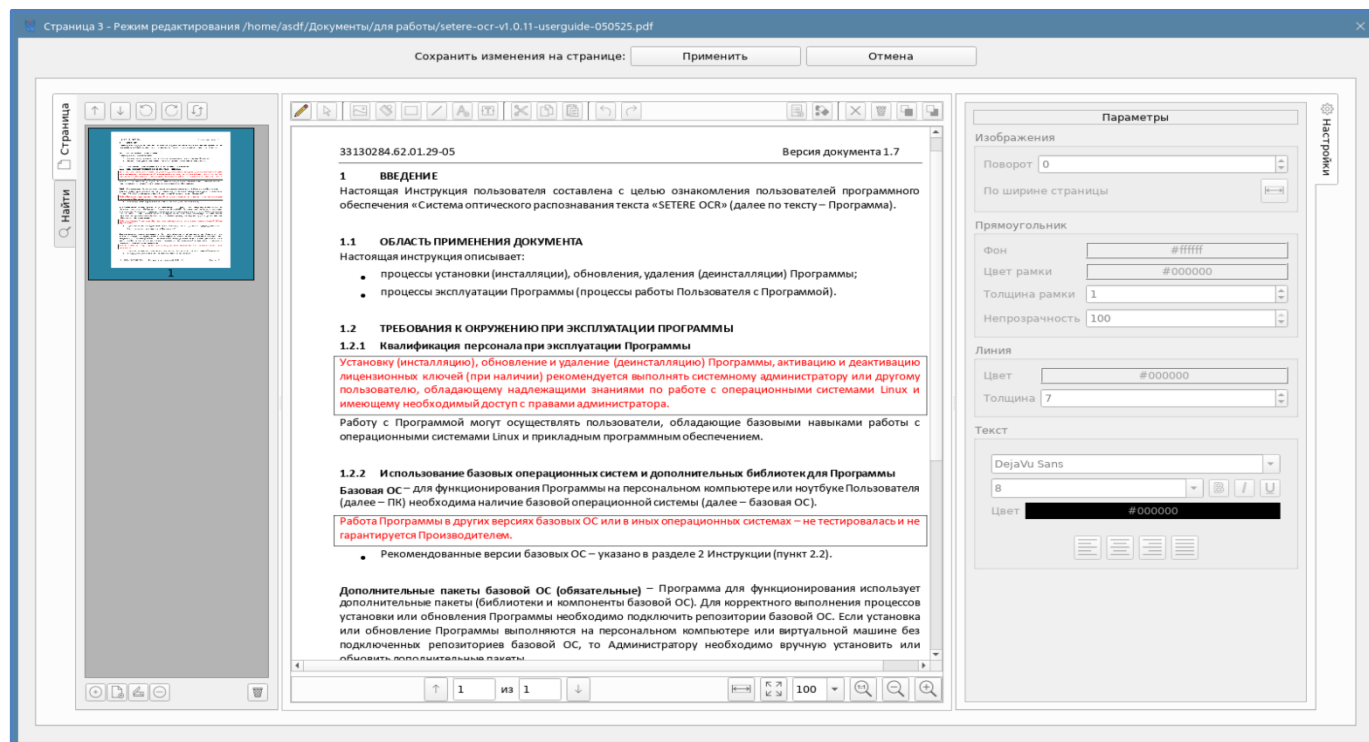 Страница 3 - Режим редактирования /home/asdf/Документы/для работы/setere-ocr-v1.0.11-userguide-050525.pdf
Сохранить изменения на странице:
Применить
Отмена
Страница
Найти
1
33130284.62.01.29-05
Версия документа 1.7
1 ВВЕДЕНИЕ
Настоящая Инструкция пользователя составлена с целью ознакомления пользователей программного
обеспечения «Система оптического распознавания текста «SETERE OCR» (далее по тексту – Программа).
1.1 ОБЛАСТЬ ПРИМЕНЕНИЯ ДОКУМЕНТА
Настоящая инструкция описывает:
• процессы установки (инсталляции), обновления, удаления (деинсталляции) Программы;
• процессы эксплуатации Программы (процессы работы Пользователя с Программой).
1.2 ТРЕБОВАНИЯ К ОКРУЖЕНИЮ ПРИ ЭКСПЛУАТАЦИИ ПРОГРАММЫ
1.2.1 Квалификация персонала при эксплуатации Программы
Установку (инсталляцию), обновление и удаление (деинсталляцию) Программы, активацию и деактивацию
лицензионных ключей (при наличии) рекомендуется выполнять системному администратору или другому
пользователю, обладающему надлежащими знаниями по работе с операционными системами Linux и
имеющему необходимый доступ с правами администратора.
Работу с Программой могут осуществлять пользователи, обладающие базовыми навыками работы с
операционными системами Linux и прикладным программным обеспечением.
1.2.2 Использование базовых операционных систем и дополнительных библиотек для Программы
Базовая ОС – для функционирования Программы на персональном компьютере или ноутбуке Пользователя
(далее – ПК) необходима наличие базовой операционной системы (далее – базовая ОС).
Работа Программы в других версиях базовых ОС или в иных операционных системах – не тестировалась и не
гарантируется Производителем.
• Рекомендованные версии базовых ОС – указано в разделе 2 Инструкции (пункт 2.2).
Дополнительные пакеты базовой ОС (обязательные) – Программа для функционирования использует
дополнительные пакеты (библиотеки и компоненты базовой ОС). Для корректного выполнения процессов
установки или обновления Программы необходимо подключить репозитории базовой ОС. Если установка
или обновление Программы выполняются на персональном компьютере или виртуальной машине без
подключенных репозиториев базовой ОС, то Администратору необходимо вручную установить или
обновить дополнительные пакеты
1 из 1
100
Параметры
Изображения
Поворот 0
По ширине страницы
Прямоугольник
Фон #ffffff
Цвет рамки #000000
Толщина рамки 1
Непрозрачность 100
Линия
Цвет #000000
Толщина 7
Текст
DejaVu Sans
8
B I U
Цвет #000000
Настройки